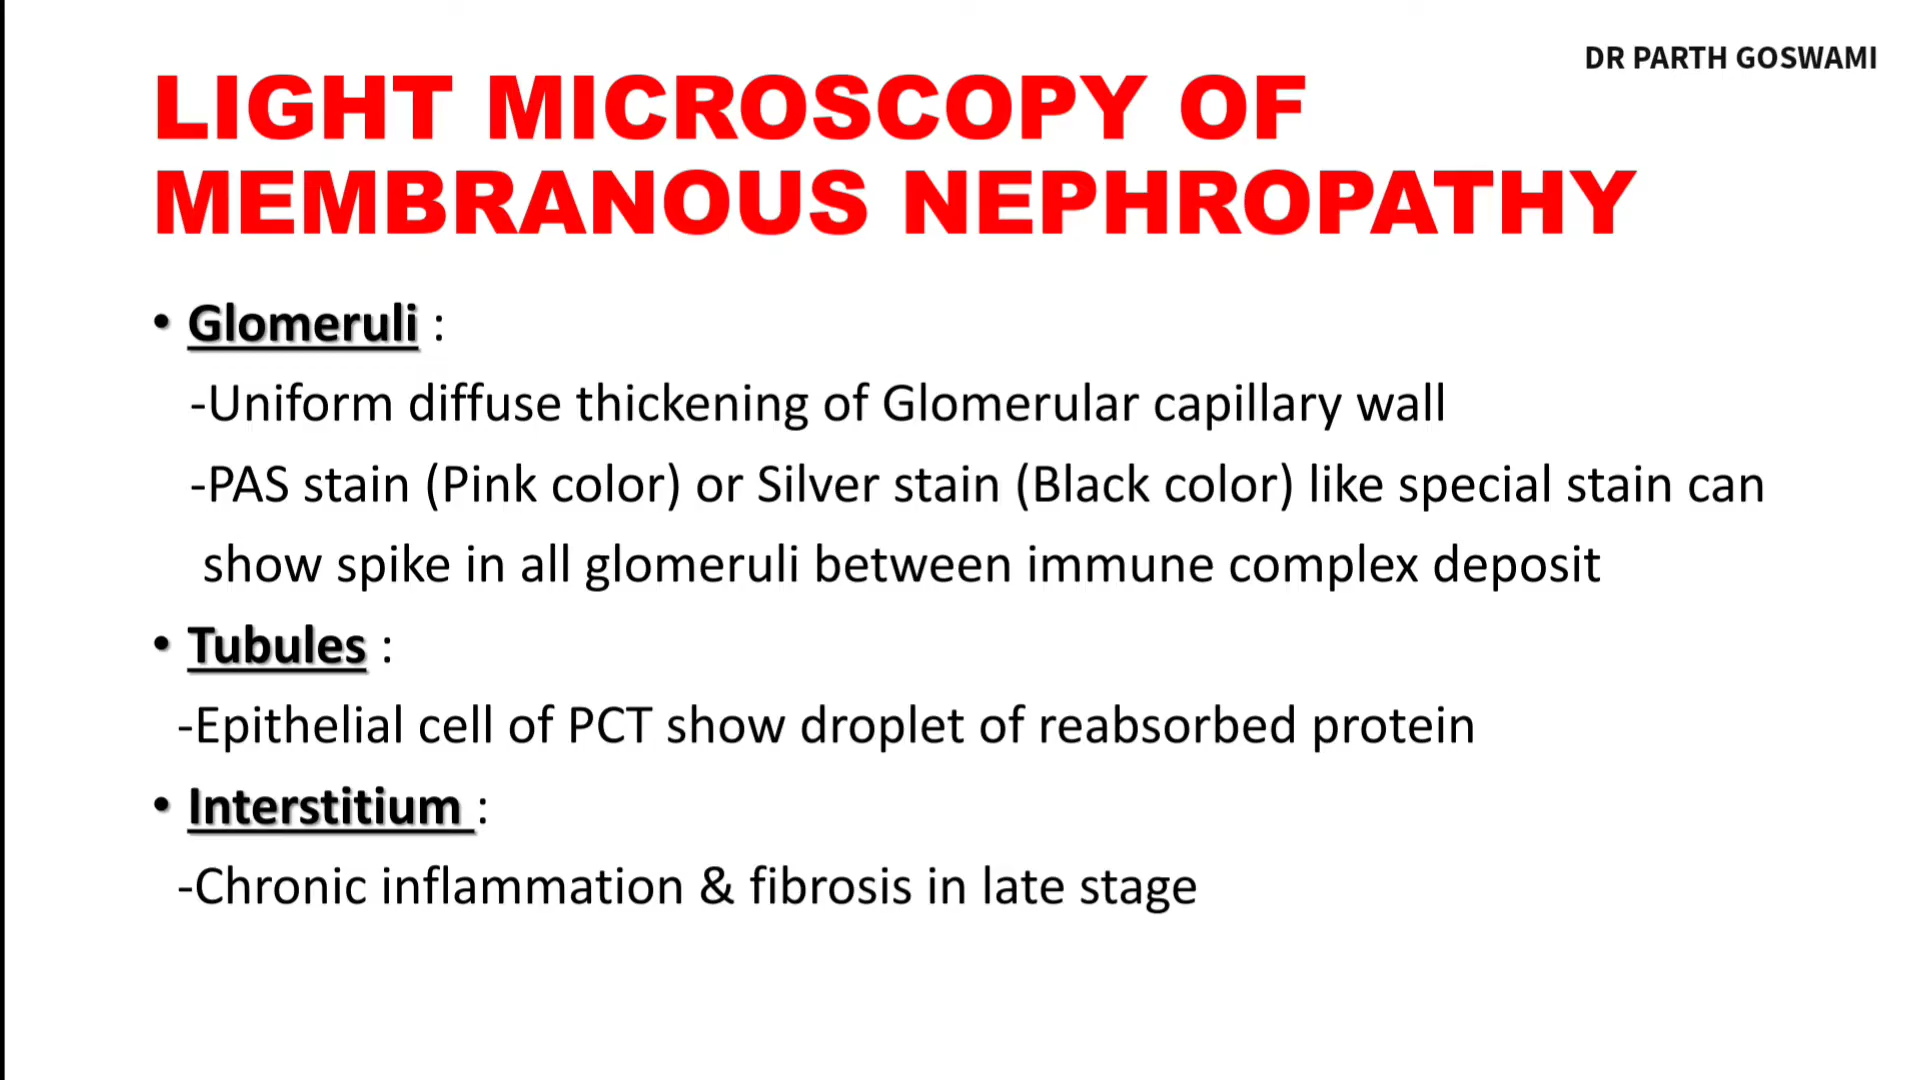 DR PARTH GOSWAMI
LIGHT MICROSCOPY OF
MEMBRANOUS NEPHROPATHY
• Glomeruli :
-Uniform diffuse thickening of Glomerular capillary wall
-PAS stain (Pink color) or Silver stain (Black color) like special stain can
show spike in all glomeruli between immune complex deposit
• Tubules :
-Epithelial cell of PCT show droplet of reabsorbed protein
• Interstitium :
-Chronic inflammation & fibrosis in late stage